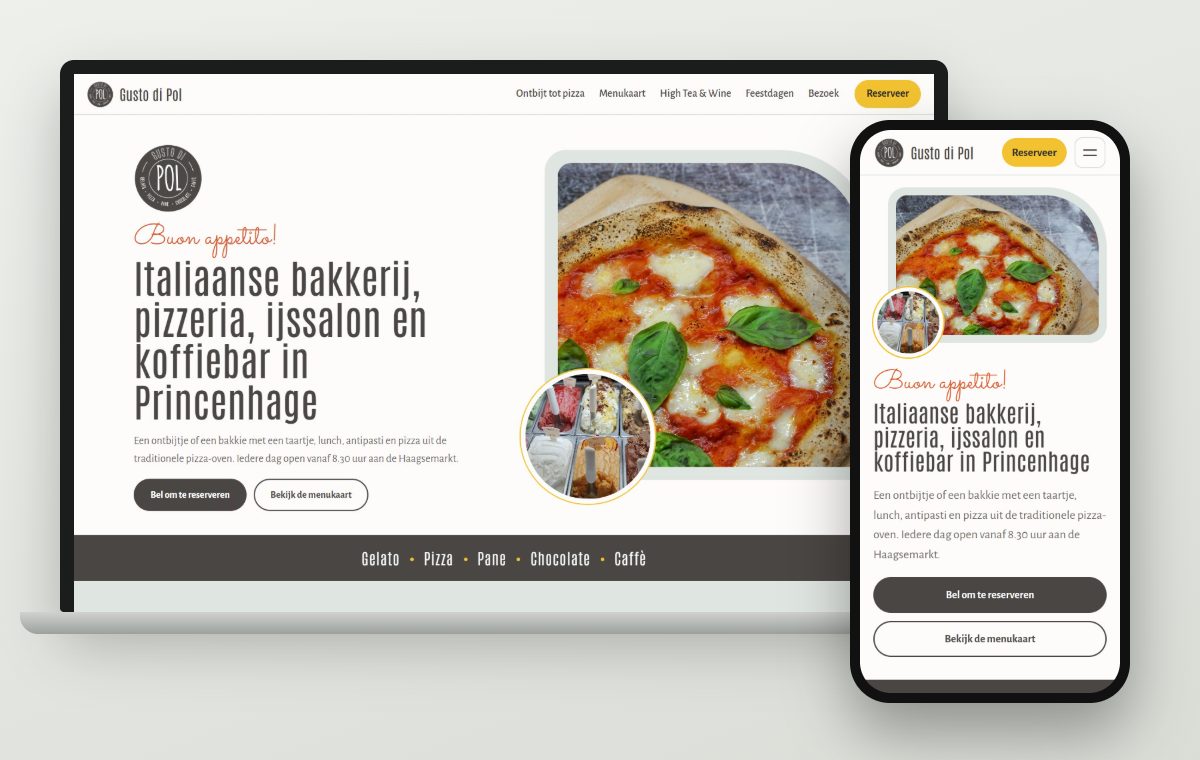 POL
Gusto di Pol
Ontbijt tot pizza
Menukaart
High Tea & Wine
Feestdagen
Bezoek
Reserveer
GUSTO DI
POL
Buon appetito!
Italiaanse bakkerij,
pizzeria, ijssalon en
koffiebar in
Princenhage
Een ontbijtje of een bakkie met een taartje, lunch, antipasti en pizza uit de
traditionele pizza-oven. Iedere dag open vanaf 8.30 uur aan de Haagsemarkt.
Bel om te reserveren
Bekijk de menukaart
Gelato • Pizza • Pane • Chocolate • Caffè
POL
Gusto di Pol
Reserveer
Buon appetito!
Italiaanse bakkerij,
pizzeria, ijssalon en
koffiebar in Princenhage
Een ontbijtje of een bakkie met een taartje,
lunch, antipasti en pizza uit de traditionele pizza-
oven. Iedere dag open vanaf 8.30 uur aan de
Haagsemarkt.
Bel om te reserveren
Bekijk de menukaart